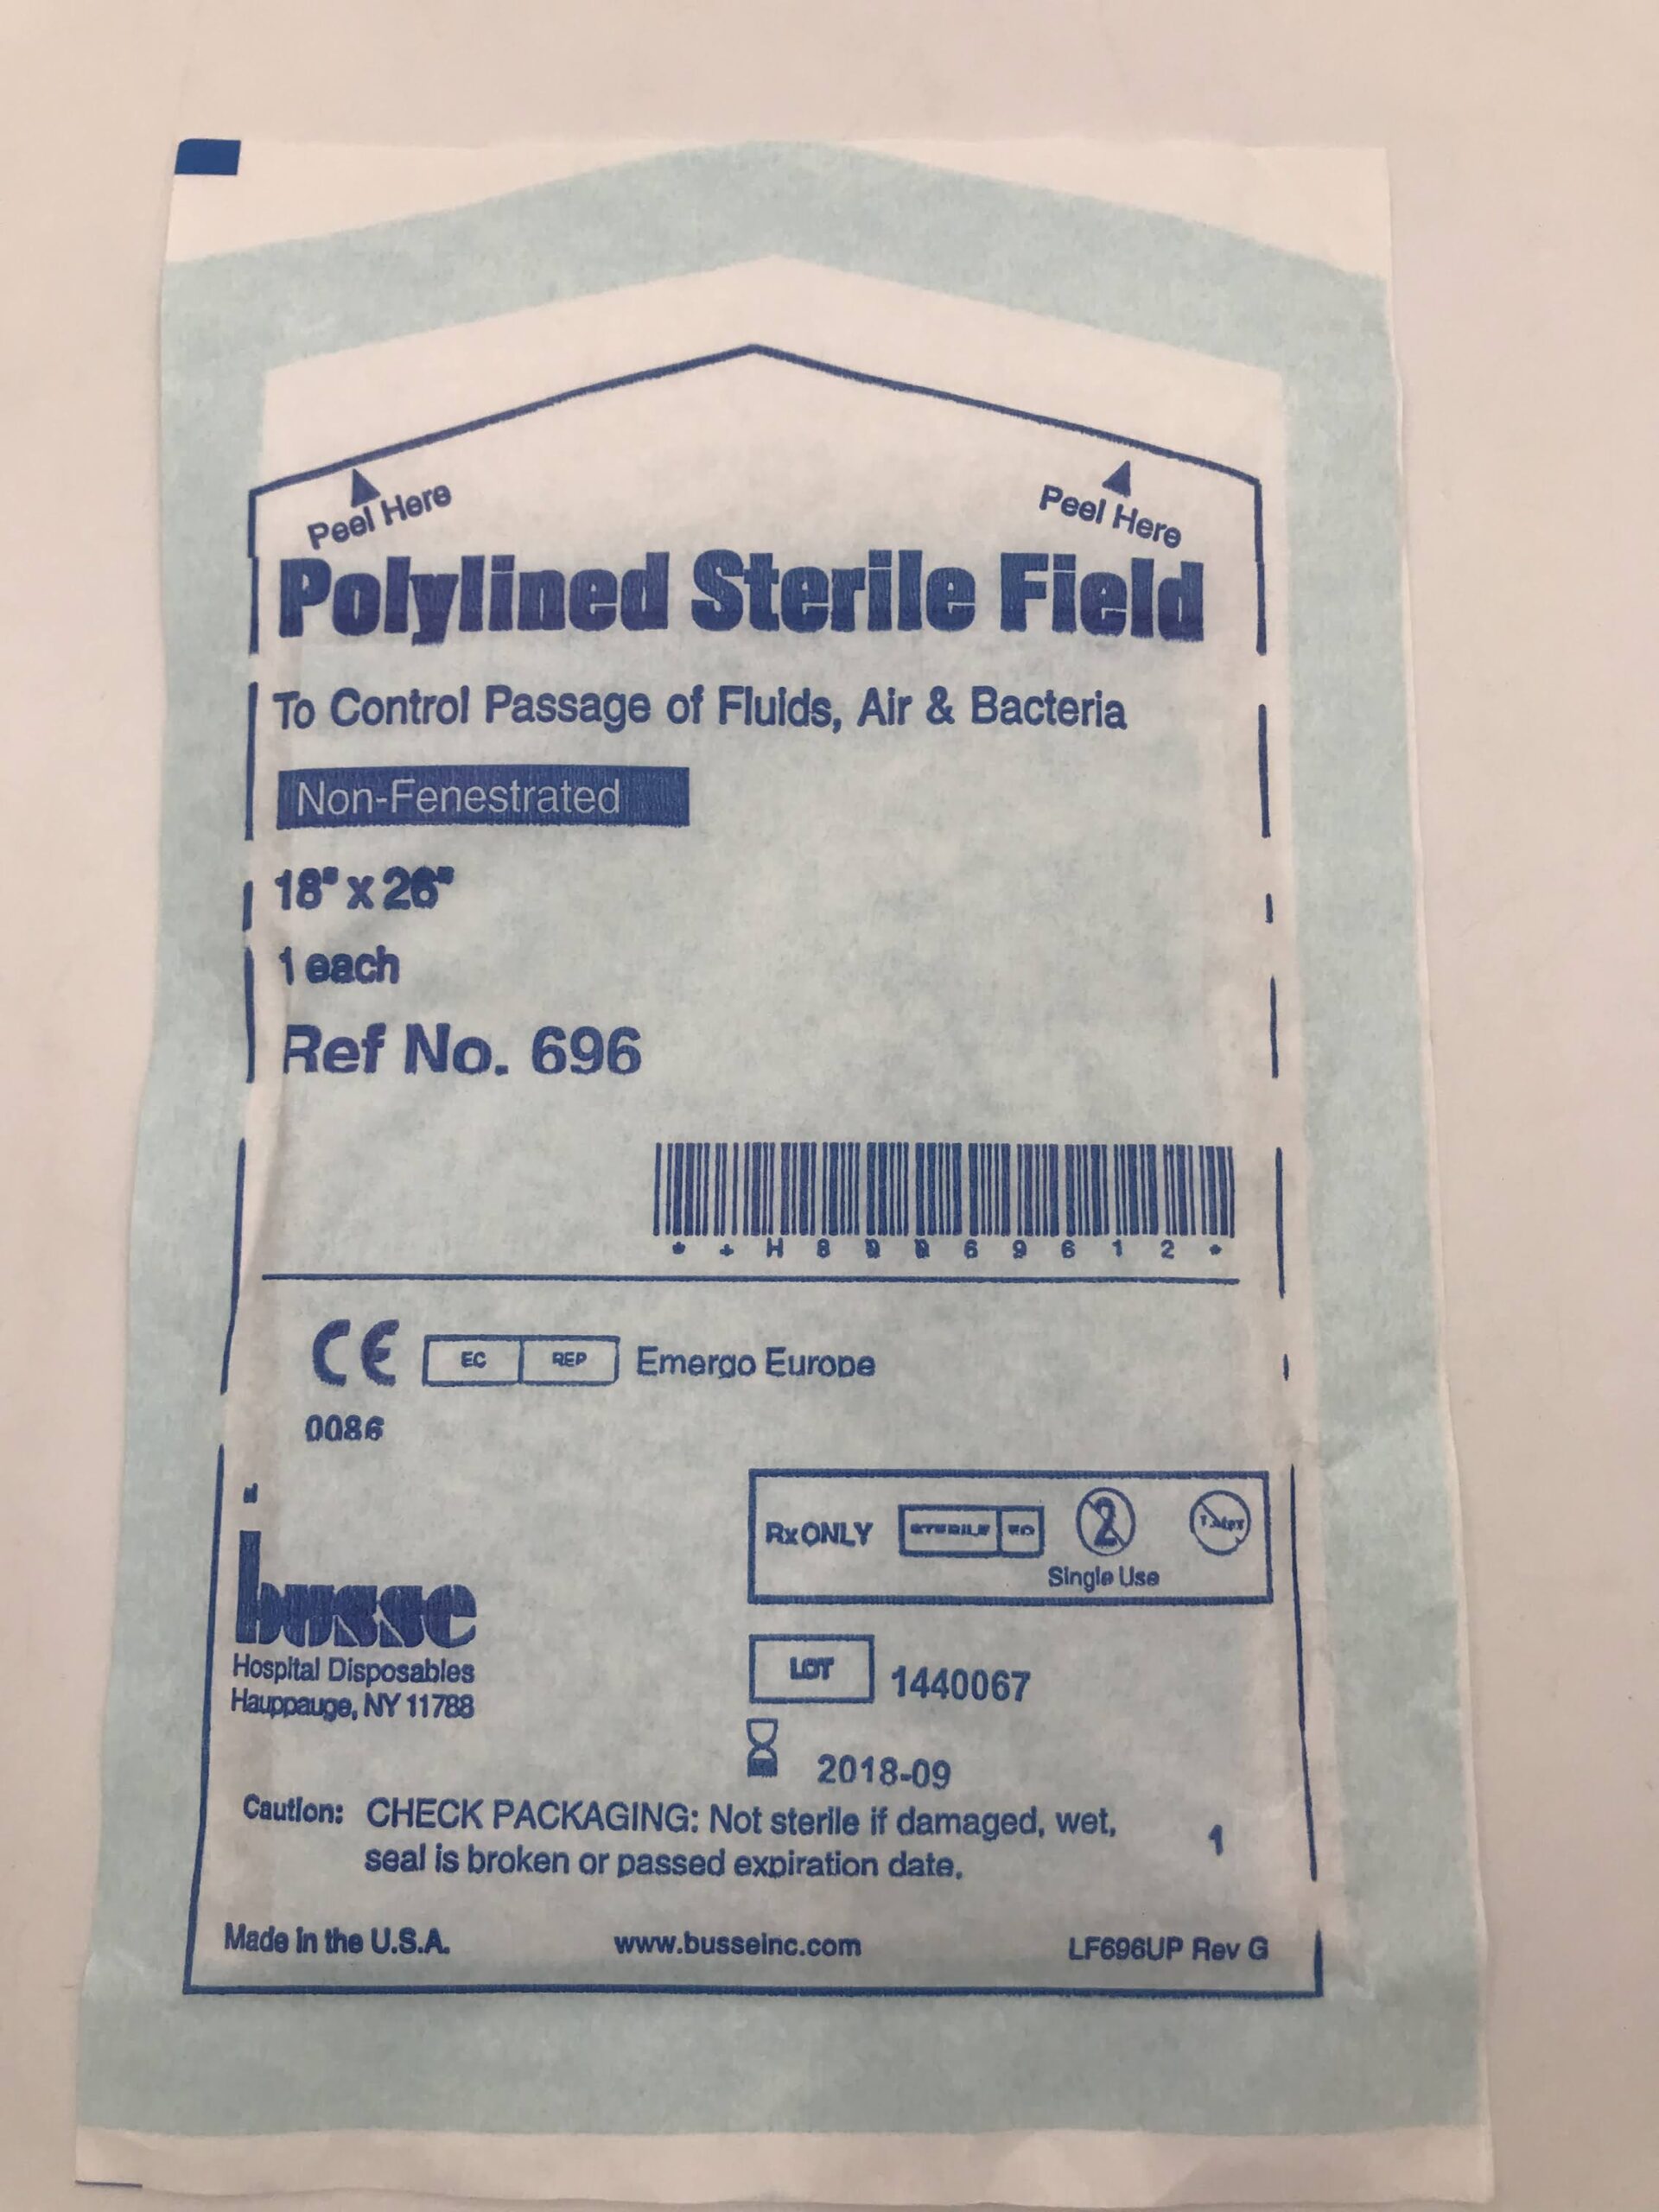 Peel Here
Peel Here
Polylined Sterile Field
To Control Passage of Fluids, Air & Bacteria
Non-Fenestrated
18" x 26"
1 each
Ref No. 696
CE EC REP Emergo Europe
0086
Rx ONLY STERILE EO 2
Single Use
busse
Hospital Disposables
Hauppauge, NY 11788
LOT 1440067
2018-09
Caution: CHECK PACKAGING: Not sterile if damaged, wet,
seal is broken or passed expiration date.
1
Made in the U.S.A. www.busseinc.com LF696UP Rev G